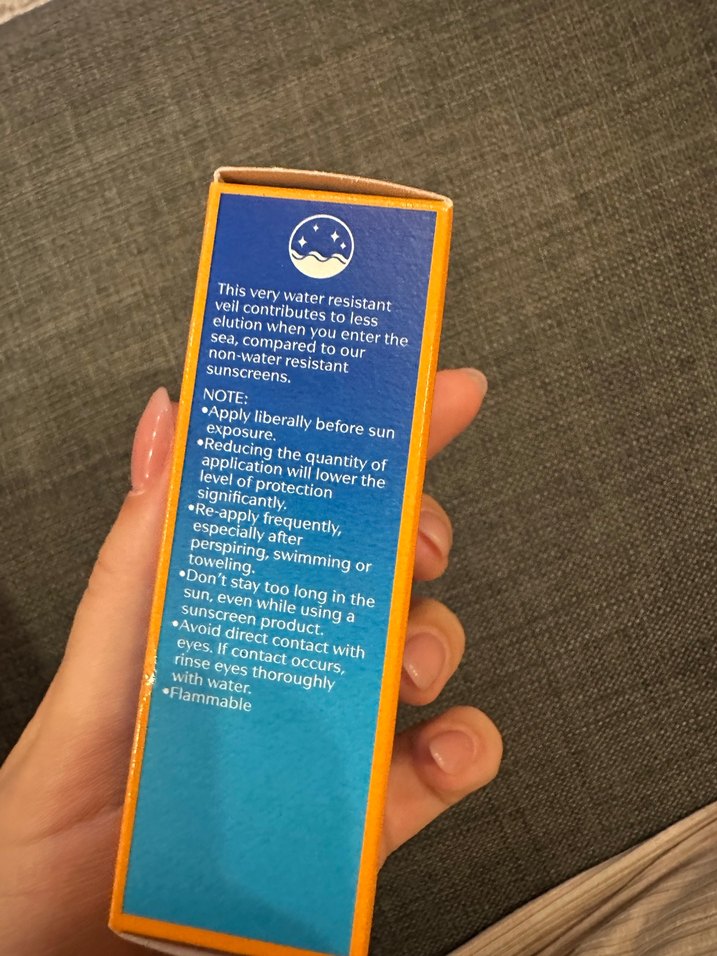 This very water resistant
veil contributes to less
elution when you enter the
sea, compared to our
non-water resistant
sunscreens.
NOTE:
•Apply liberally before sun
exposure.
•Reducing the quantity of
application will lower the
level of protection
significantly.
•Re-apply frequently,
especially after
perspiring, swimming or
toweling.
•Don't stay too long in the
sun, even while using a
sunscreen product.
•Avoid direct contact with
eyes. If contact occurs,
rinse eyes thoroughly
with water.
•Flammable